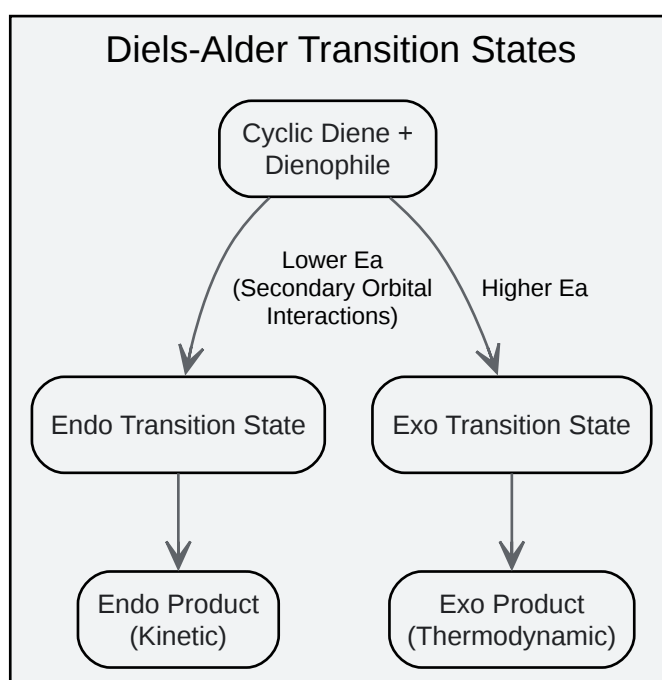 Diels-Alder Transition States
Cyclic Diene +
Dienophile
Lower Ea
(Secondary Orbital
Interactions)
Higher Ea
Endo Transition State
Exo Transition State
Endo Product
(Kinetic)
Exo Product
(Thermodynamic)